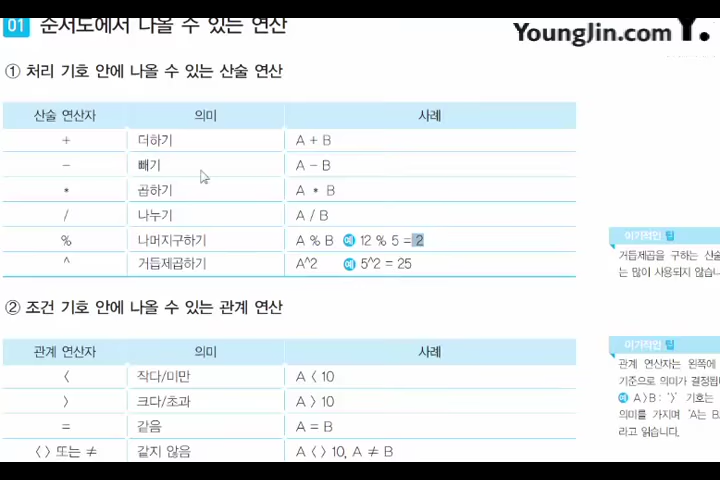 01 순서도에서 나올 수 있는 연산
YoungJin.com Y.
① 처리 기호 안에 나올 수 있는 산술 연산
산술 연산자 의미 사례
+ 더하기 A + B
- 빼기 A - B
* 곱하기 A * B
/ 나누기 A / B
% 나머지구하기 A % B 예 12 % 5 = 2
^ 거듭제곱하기 A^2 예 5^2 = 25
이기적인 팁
거듭제곱을 구하는 산술
는 많이 사용되지 않습니
② 조건 기호 안에 나올 수 있는 관계 연산
관계 연산자 의미 사례
< 작다/미만 A < 10
> 크다/초과 A > 10
= 같음 A = B
<> 또는 ≠ 같지 않음 A <> 10, A ≠ B
이기적인 팁
관계 연산자는 왼쪽에
기준으로 의미가 결정됩
예 A>B : '>' 기호는
의미를 가지며 'A는 B
라고 읽습니다.